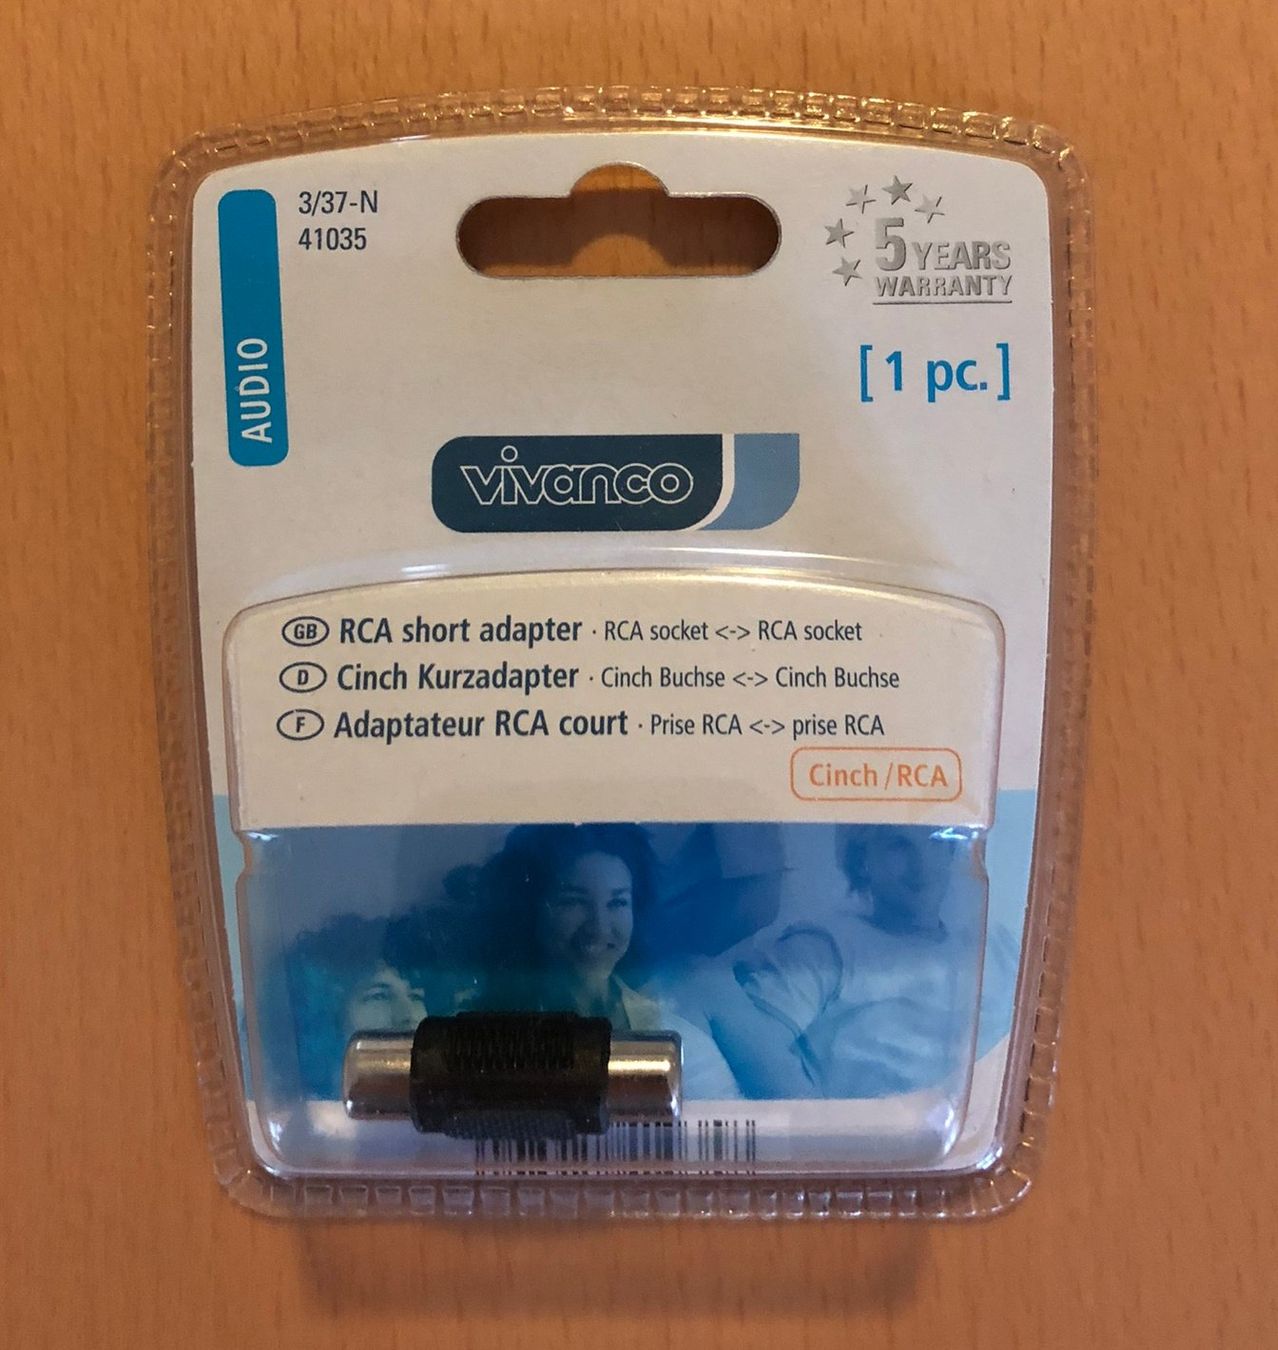 3/37-N
41035
5 YEARS
WARRANTY
AUDIO
[1 pc.]
vivanco
GB RCA short adapter · RCA socket <-> RCA socket
D Cinch Kurzadapter · Cinch Buchse <-> Cinch Buchse
F Adaptateur RCA court · Prise RCA <-> prise RCA
Cinch/RCA